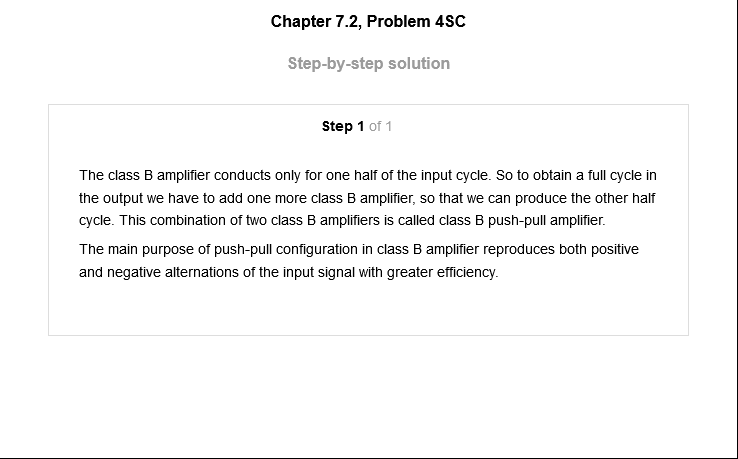 Chapter 7.2, Problem 4SC
Step-by-step solution
Step 1 of 1
The class B amplifier conducts only for one half of the input cycle. So to obtain a full cycle in
the output we have to add one more class B amplifier, so that we can produce the other half
cycle. This combination of two class B amplifiers is called class B push-pull amplifier.
The main purpose of push-pull configuration in class B amplifier reproduces both positive
and negative alternations of the input signal with greater efficiency.